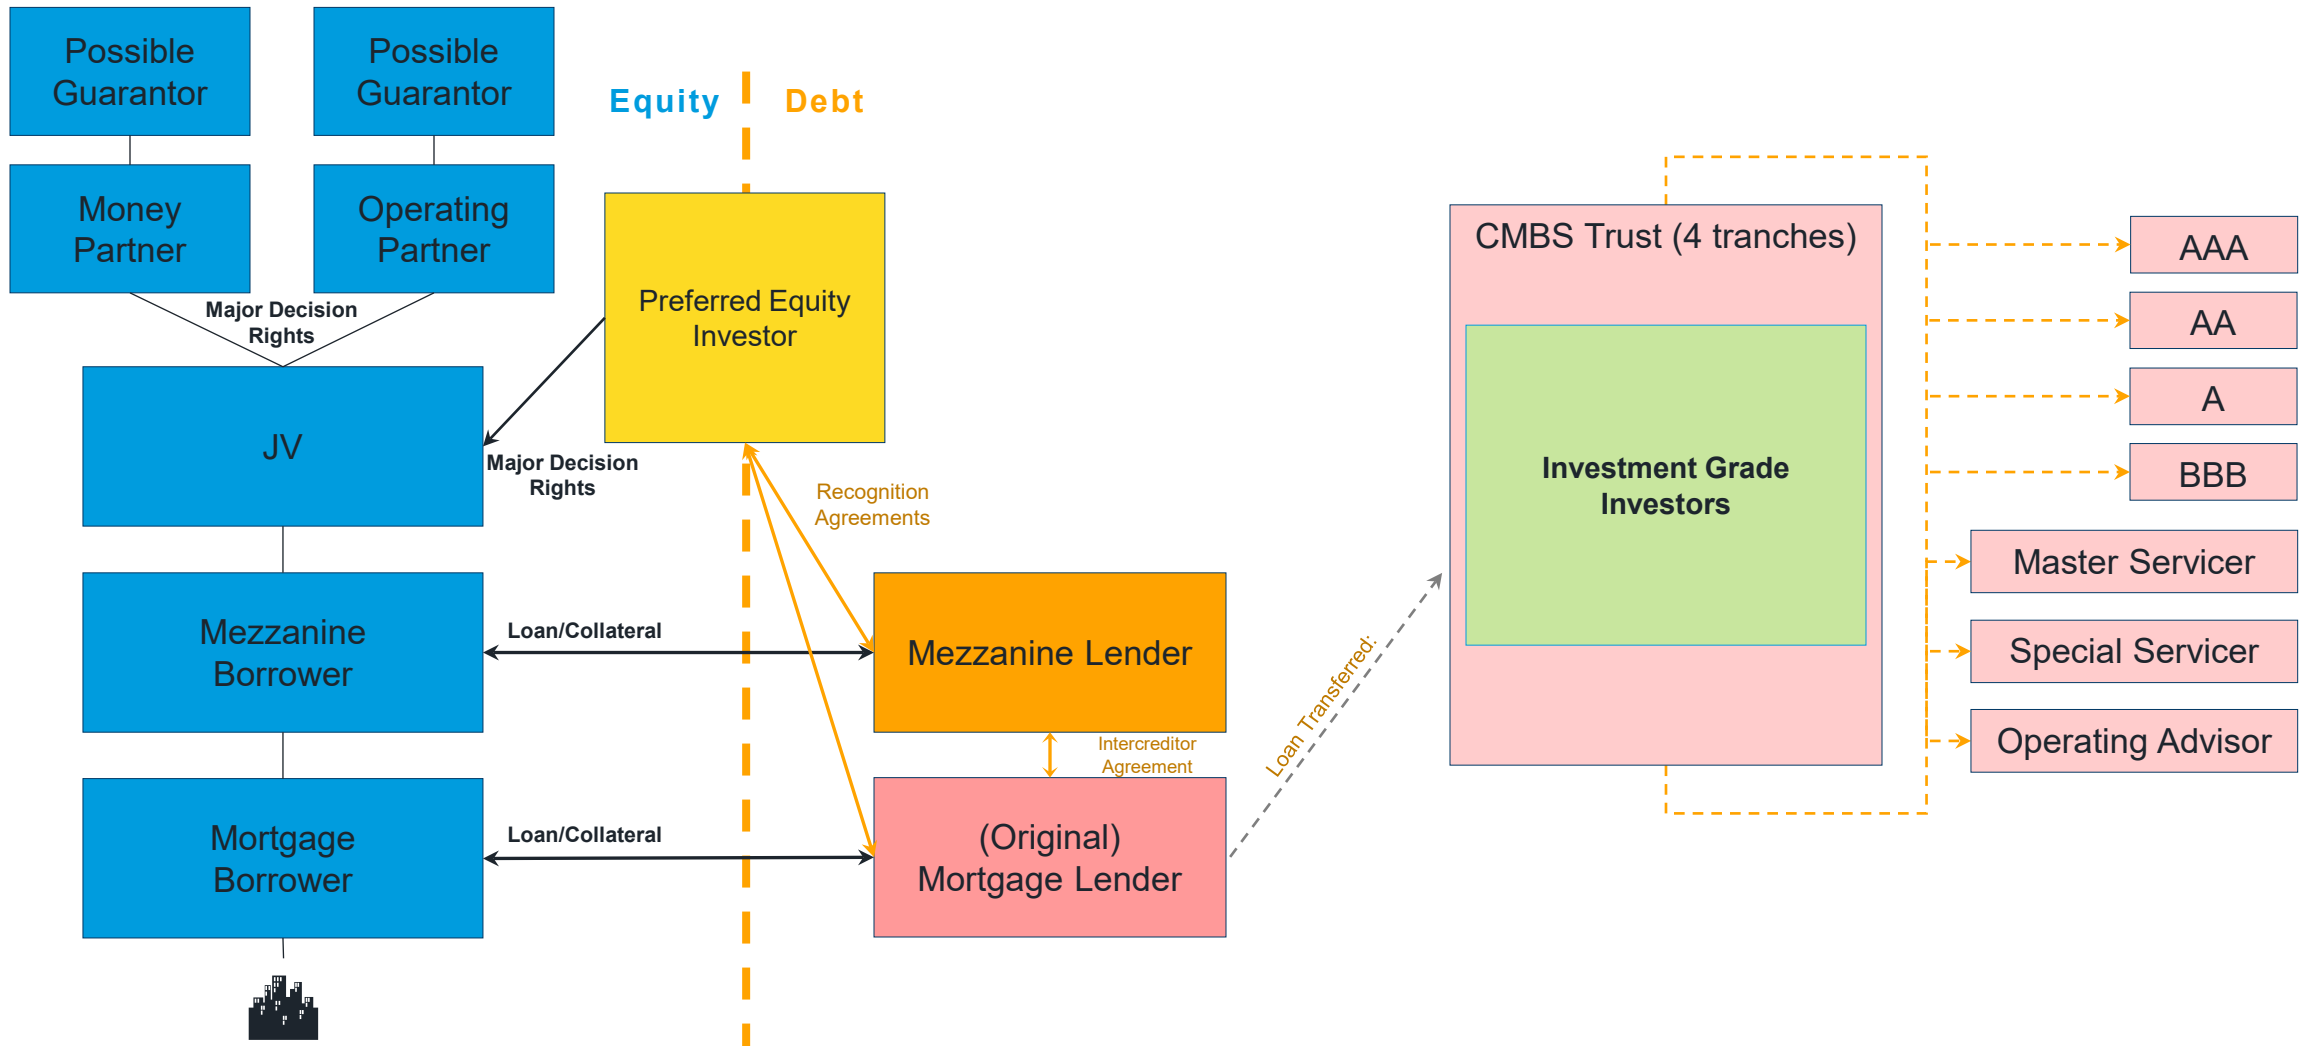 Possible
Guarantor
Possible
Guarantor
Equity
Debt
Money
Partner
Operating
Partner
Major Decision
Rights
Preferred Equity
Investor
JV
Major Decision
Rights
Recognition
Agreements
Mezzanine
Borrower
Loan/Collateral
Mezzanine Lender
Intercreditor
Agreement
Mortgage
Borrower
Loan/Collateral
(Original)
Mortgage Lender
Loan Transferred:
CMBS Trust (4 tranches)
Investment Grade
Investors
AAA
AA
A
BBB
Master Servicer
Special Servicer
Operating Advisor